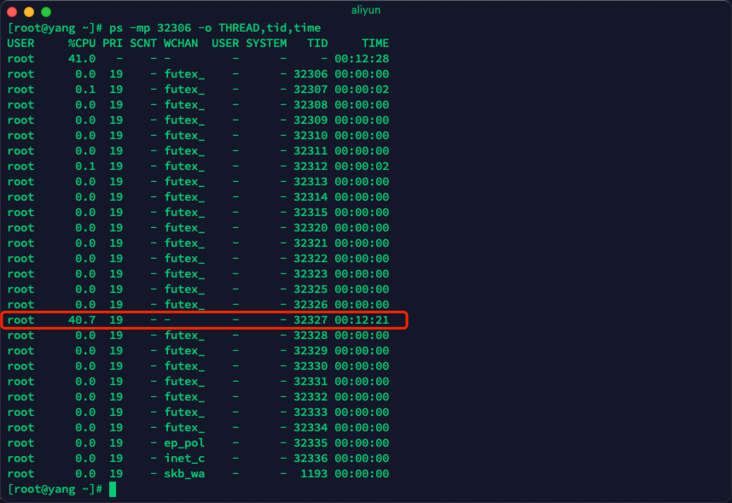 aliyun
[root@yang ~]# ps -mp 32306 -o THREAD,tid,time
USER     %CPU PRI SCNT WCHAN  USER SYSTEM   TID     TIME
root     41.0   -    - -         -      -     - 00:12:28
root      0.0  19    - futex_    -      - 32306 00:00:00
root      0.1  19    - futex_    -      - 32307 00:00:02
root      0.0  19    - futex_    -      - 32308 00:00:00
root      0.0  19    - futex_    -      - 32309 00:00:00
root      0.0  19    - futex_    -      - 32310 00:00:00
root      0.0  19    - futex_    -      - 32311 00:00:00
root      0.1  19    - futex_    -      - 32312 00:00:02
root      0.0  19    - futex_    -      - 32313 00:00:00
root      0.0  19    - futex_    -      - 32314 00:00:00
root      0.0  19    - futex_    -      - 32315 00:00:00
root      0.0  19    - futex_    -      - 32320 00:00:00
root      0.0  19    - futex_    -      - 32321 00:00:00
root      0.0  19    - futex_    -      - 32322 00:00:00
root      0.0  19    - futex_    -      - 32323 00:00:00
root      0.0  19    - futex_    -      - 32325 00:00:00
root      0.0  19    - futex_    -      - 32326 00:00:00
root     40.7  19    - -         -      - 32327 00:12:21
root      0.0  19    - futex_    -      - 32328 00:00:00
root      0.0  19    - futex_    -      - 32329 00:00:00
root      0.0  19    - futex_    -      - 32330 00:00:00
root      0.0  19    - futex_    -      - 32331 00:00:00
root      0.0  19    - futex_    -      - 32332 00:00:00
root      0.0  19    - futex_    -      - 32333 00:00:00
root      0.0  19    - futex_    -      - 32334 00:00:00
root      0.0  19    - ep_pol    -      - 32335 00:00:00
root      0.0  19    - inet_c    -      - 32336 00:00:00
root      0.0  19    - skb_wa    -      -  1193 00:00:00
[root@yang ~]#